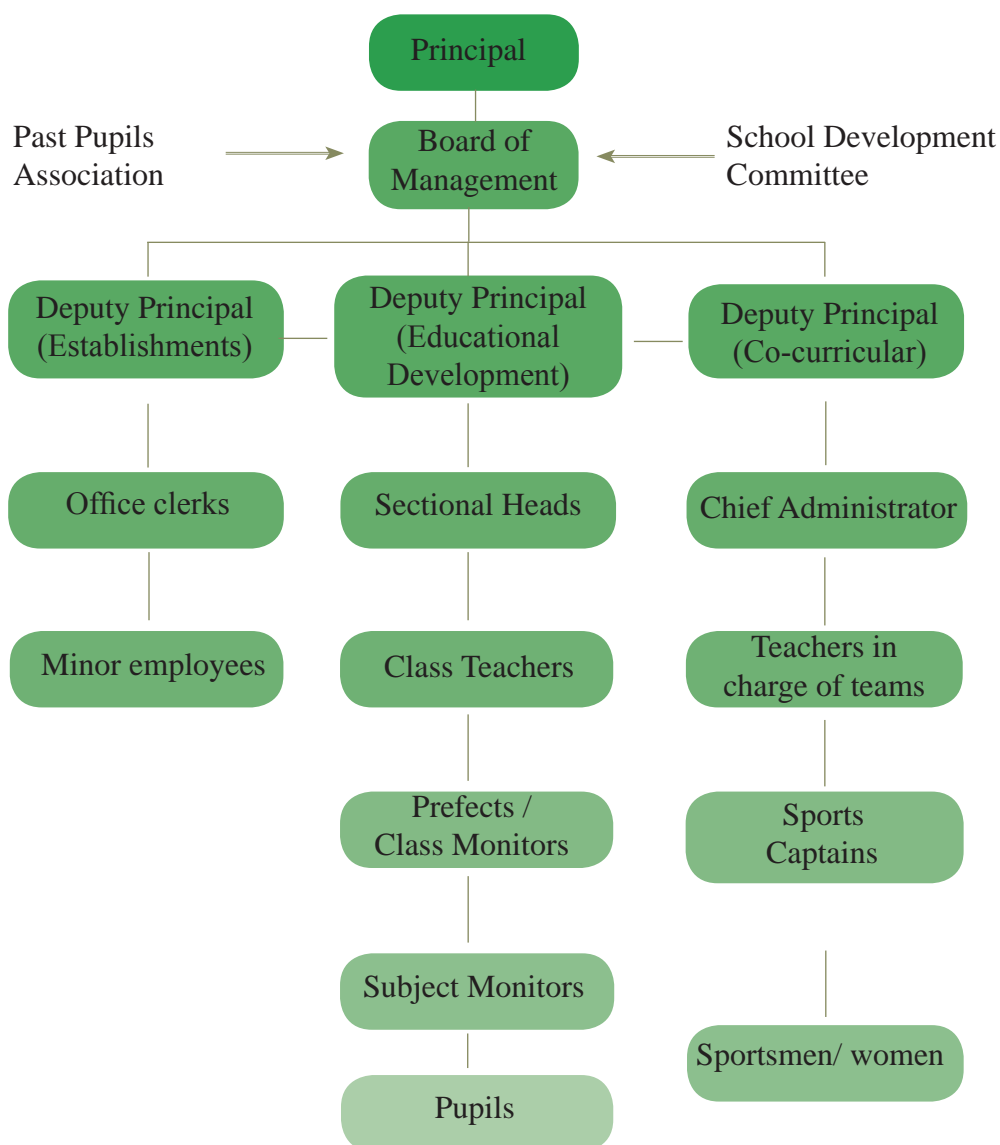 Principal
Past Pupils
Association
Board of
Management
School Development
Committee
Deputy Principal
(Establishments)
Deputy Principal
(Educational
Development)
Deputy Principal
(Co-curricular)
Office clerks
Sectional Heads
Chief Administrator
Minor employees
Class Teachers
Teachers in
charge of teams
Prefects /
Class Monitors
Sports
Captains
Subject Monitors
Sportsmen/ women
Pupils